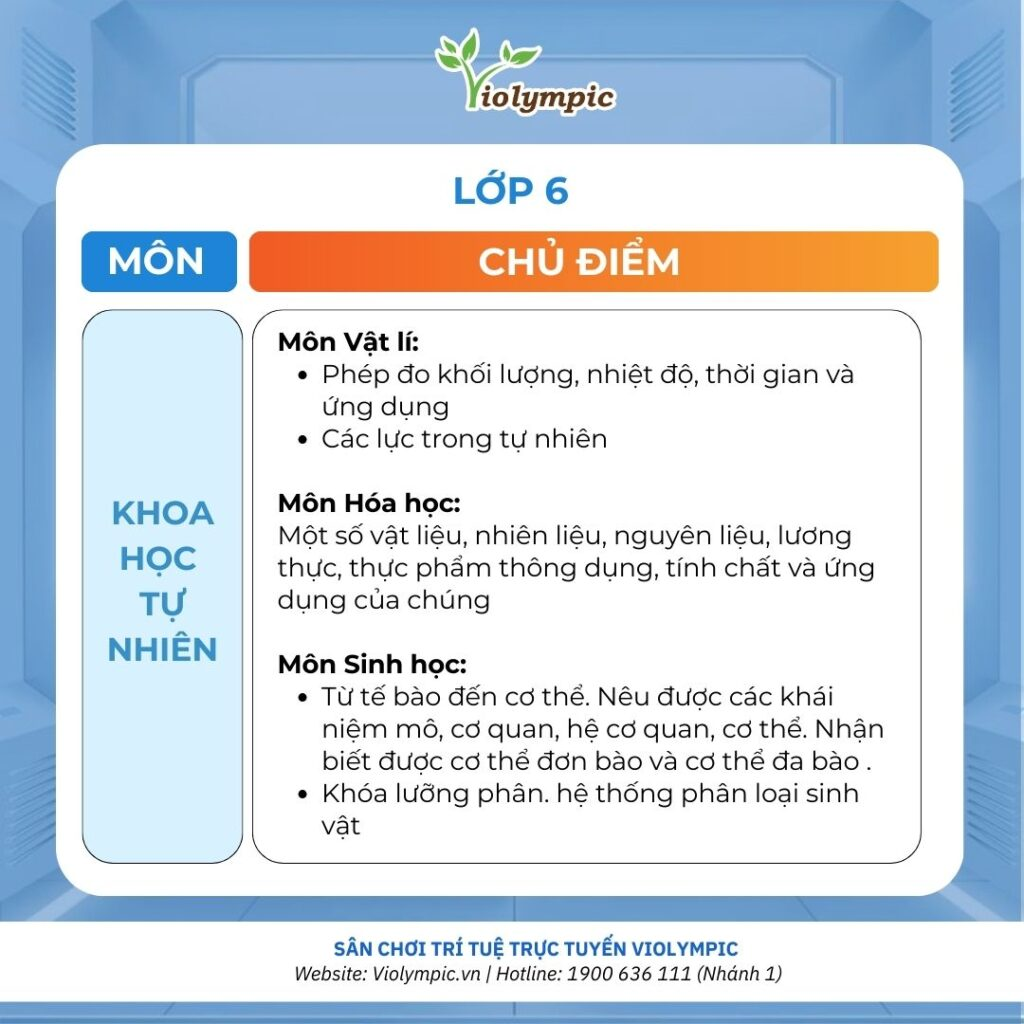 Violympic
LỚP 6
MÔN
CHỦ ĐIỂM
KHOA
HỌC
TỰ
NHIÊN
Môn Vật lí:
• Phép đo khối lượng, nhiệt độ, thời gian và
ứng dụng
• Các lực trong tự nhiên
Môn Hóa học:
Một số vật liệu, nhiên liệu, nguyên liệu, lương
thực, thực phẩm thông dụng, tính chất và ứng
dụng của chúng
Môn Sinh học:
• Từ tế bào đến cơ thể. Nêu được các khái
niệm mô, cơ quan, hệ cơ quan, cơ thể. Nhận
biết được cơ thể đơn bào và cơ thể đa bào .
• Khóa lưỡng phân. hệ thống phân loại sinh
vật
SÂN CHƠI TRÍ TUỆ TRỰC TUYẾN VIOLYMPIC
Website: Violympic.vn | Hotline: 1900 636 111 (Nhánh 1)